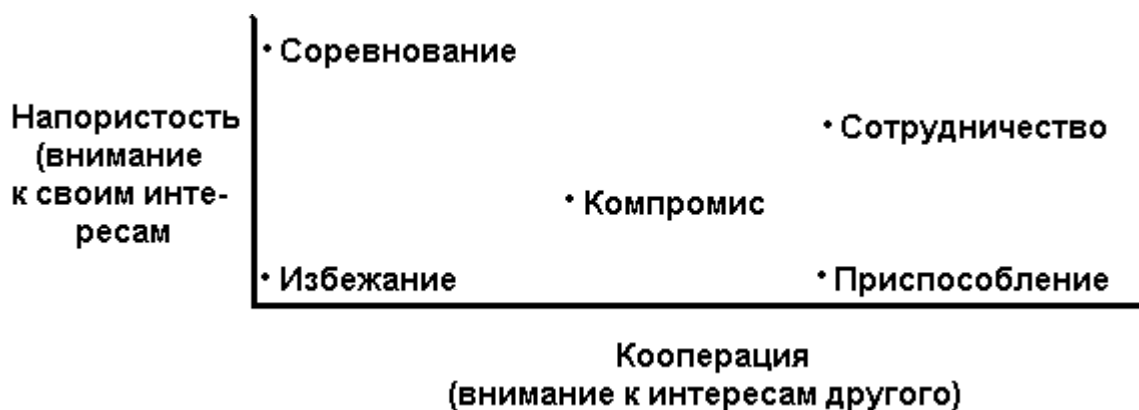 • Соревнование
Напористость
(внимание
к своим инте-
ресам
• Сотрудничество
• Компромис
• Избежание
• Приспособление
Кооперация
(внимание к интересам другого)